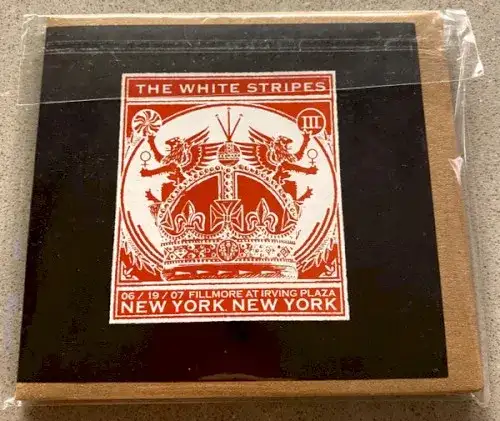 THE WHITE STRIPES
III
06 / 19 / 07 FILLMORE AT IRVING PLAZA
NEW YORK, NEW YORK